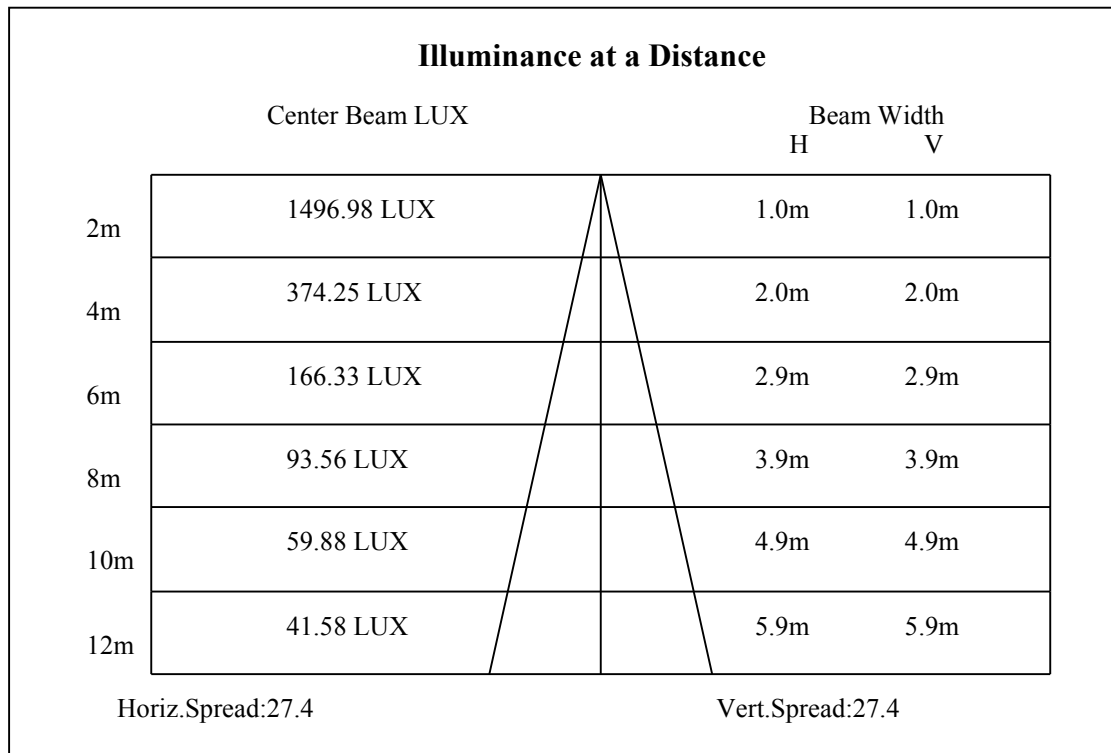 Illuminance at a Distance
Center Beam LUX Beam Width
H V
2m 1496.98 LUX 1.0m 1.0m
4m 374.25 LUX 2.0m 2.0m
6m 166.33 LUX 2.9m 2.9m
8m 93.56 LUX 3.9m 3.9m
10m 59.88 LUX 4.9m 4.9m
12m 41.58 LUX 5.9m 5.9m
Horiz.Spread:27.4 Vert.Spread:27.4